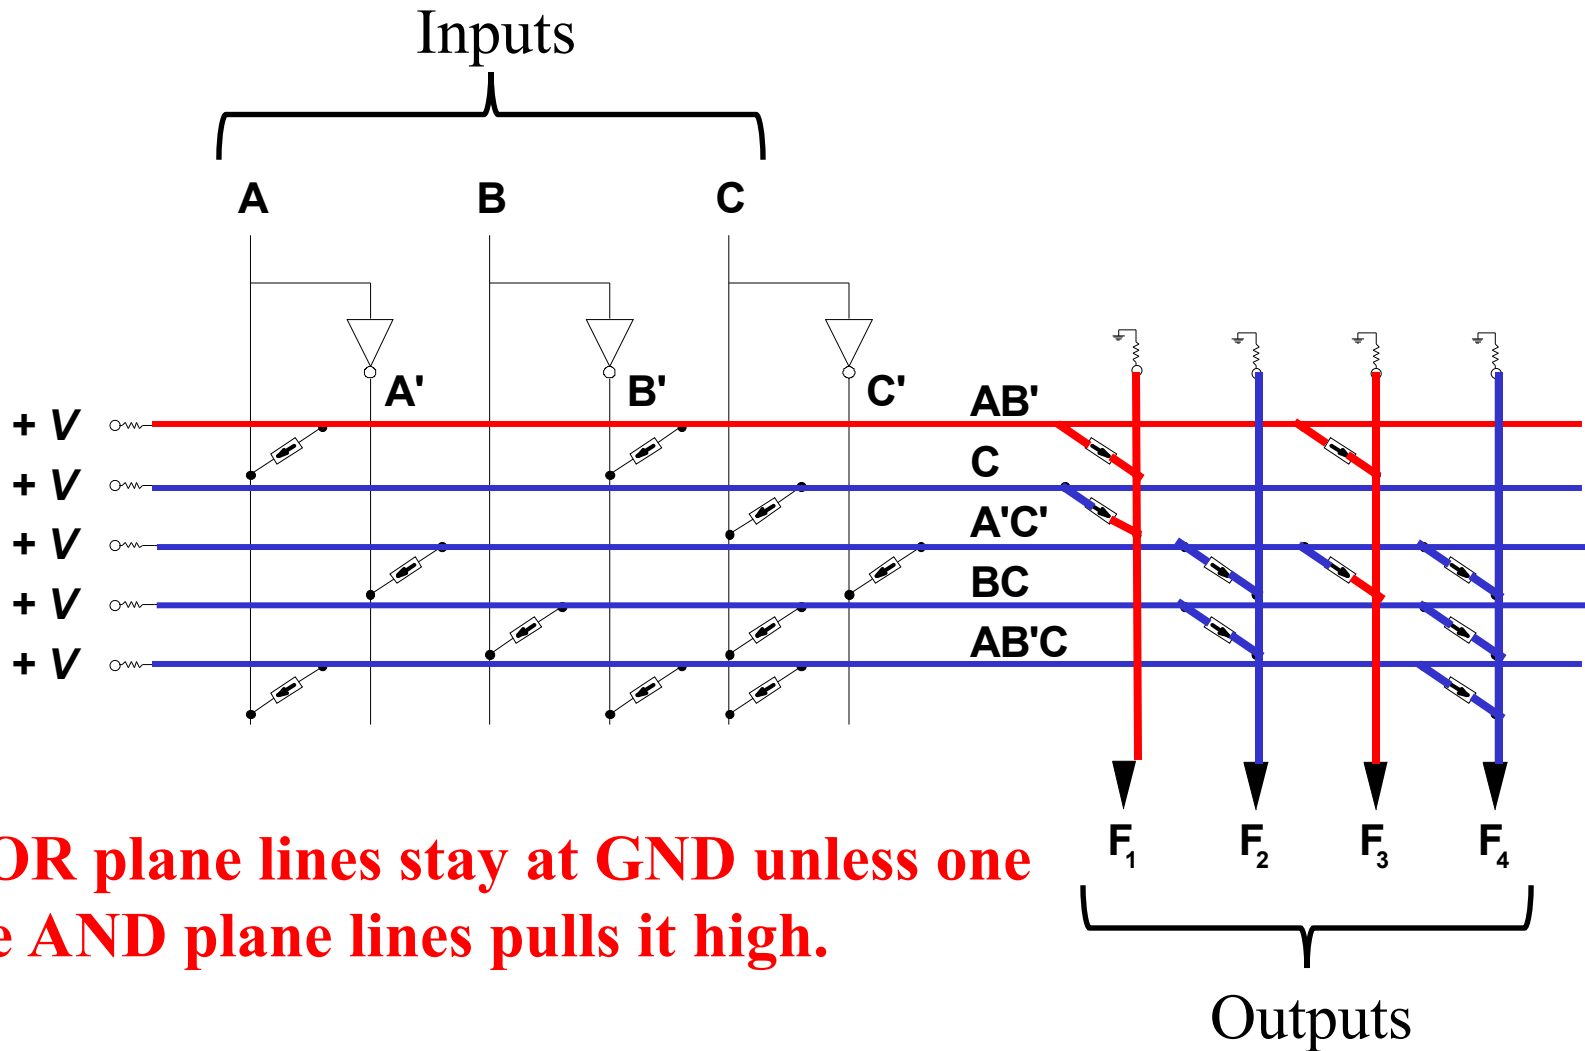 Inputs
A B C
A' B' C' AB'
+ V
+ V C
+ V A'C'
+ V BC
+ V AB'C
F1 F2 F3 F4
OR plane lines stay at GND unless one
e AND plane lines pulls it high.
Outputs